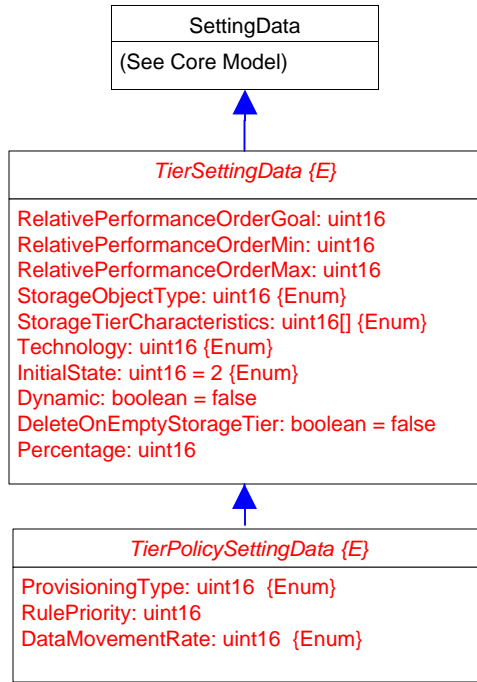 SettingData
(See Core Model)
TierSettingData {E}
RelativePerformanceOrderGoal: uint16
RelativePerformanceOrderMin: uint16
RelativePerformanceOrderMax: uint16
StorageObjectType: uint16 {Enum}
StorageTierCharacteristics: uint16[] {Enum}
Technology: uint16 {Enum}
InitialState: uint16 = 2 {Enum}
Dynamic: boolean = false
DeleteOnEmptyStorageTier: boolean = false
Percentage: uint16
TierPolicySettingData {E}
ProvisioningType: uint16  {Enum}
RulePriority: uint16
DataMovementRate: uint16  {Enum}